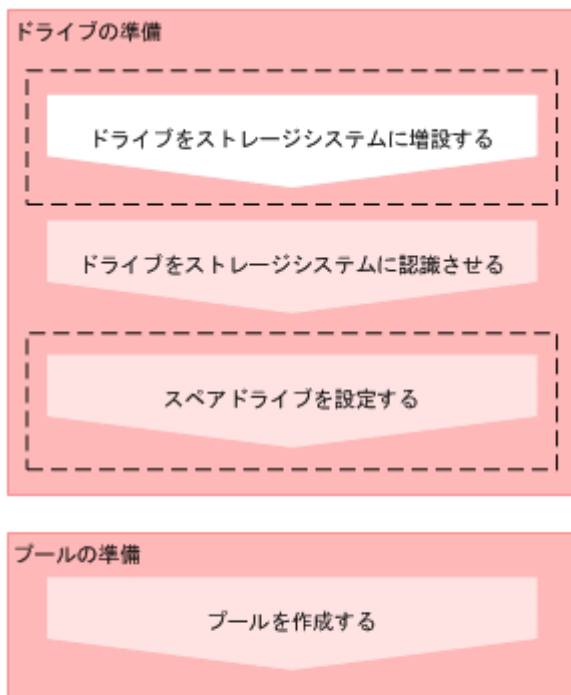 ドライブの準備
ドライブをストレージシステムに増設する
ドライブをストレージシステムに認識させる
スペアドライブを設定する
プールの準備
プールを作成する